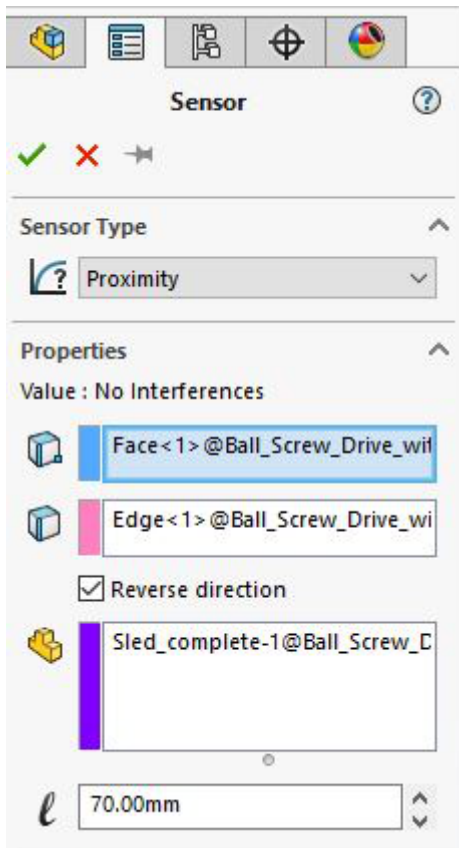 Sensor
Sensor Type
Proximity
Properties
Value : No Interferences
Face<1>@Ball_Screw_Drive_wit
Edge<1>@Ball_Screw_Drive_wi
Reverse direction
Sled_complete-1@Ball_Screw_D
70.00mm